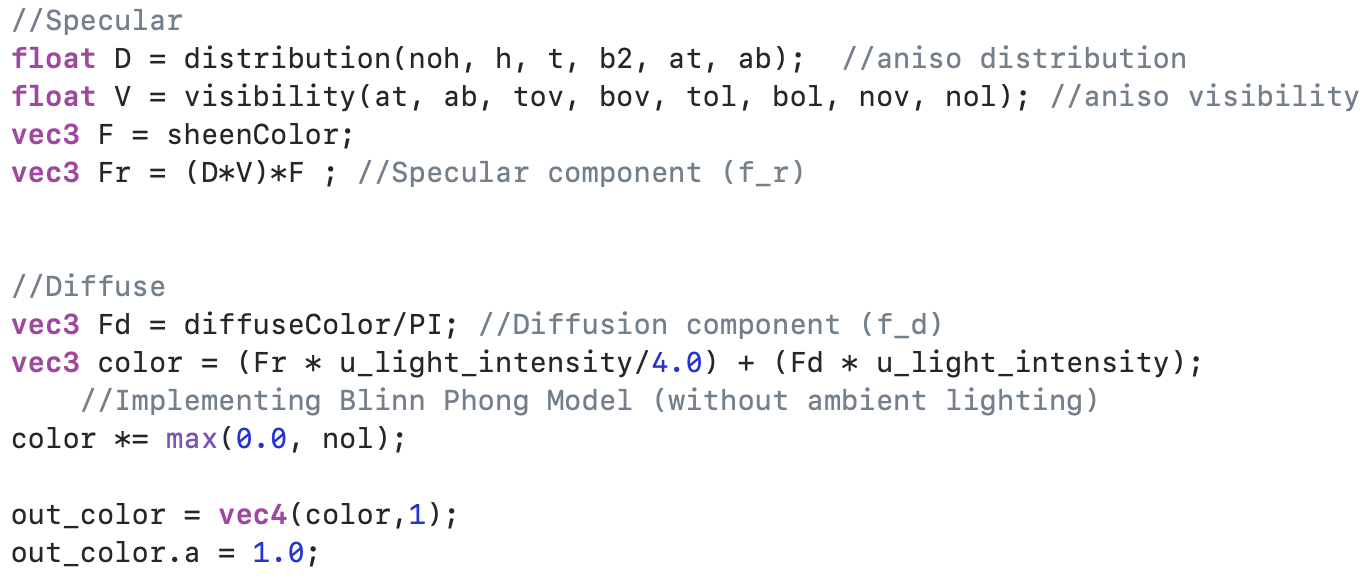 //Specular
float D = distribution(noh, h, t, b2, at, ab);  //aniso distribution
float V = visibility(at, ab, tov, bov, tol, bol, nov, nol); //aniso visibility
vec3 F = sheenColor;
vec3 Fr = (D*V)*F ; //Specular component (f_r)
//Diffuse
vec3 Fd = diffuseColor/PI; //Diffusion component (f_d)
vec3 color = (Fr * u_light_intensity/4.0) + (Fd * u_light_intensity);
    //Implementing Blinn Phong Model (without ambient lighting)
color *= max(0.0, nol);
out_color = vec4(color,1);
out_color.a = 1.0;